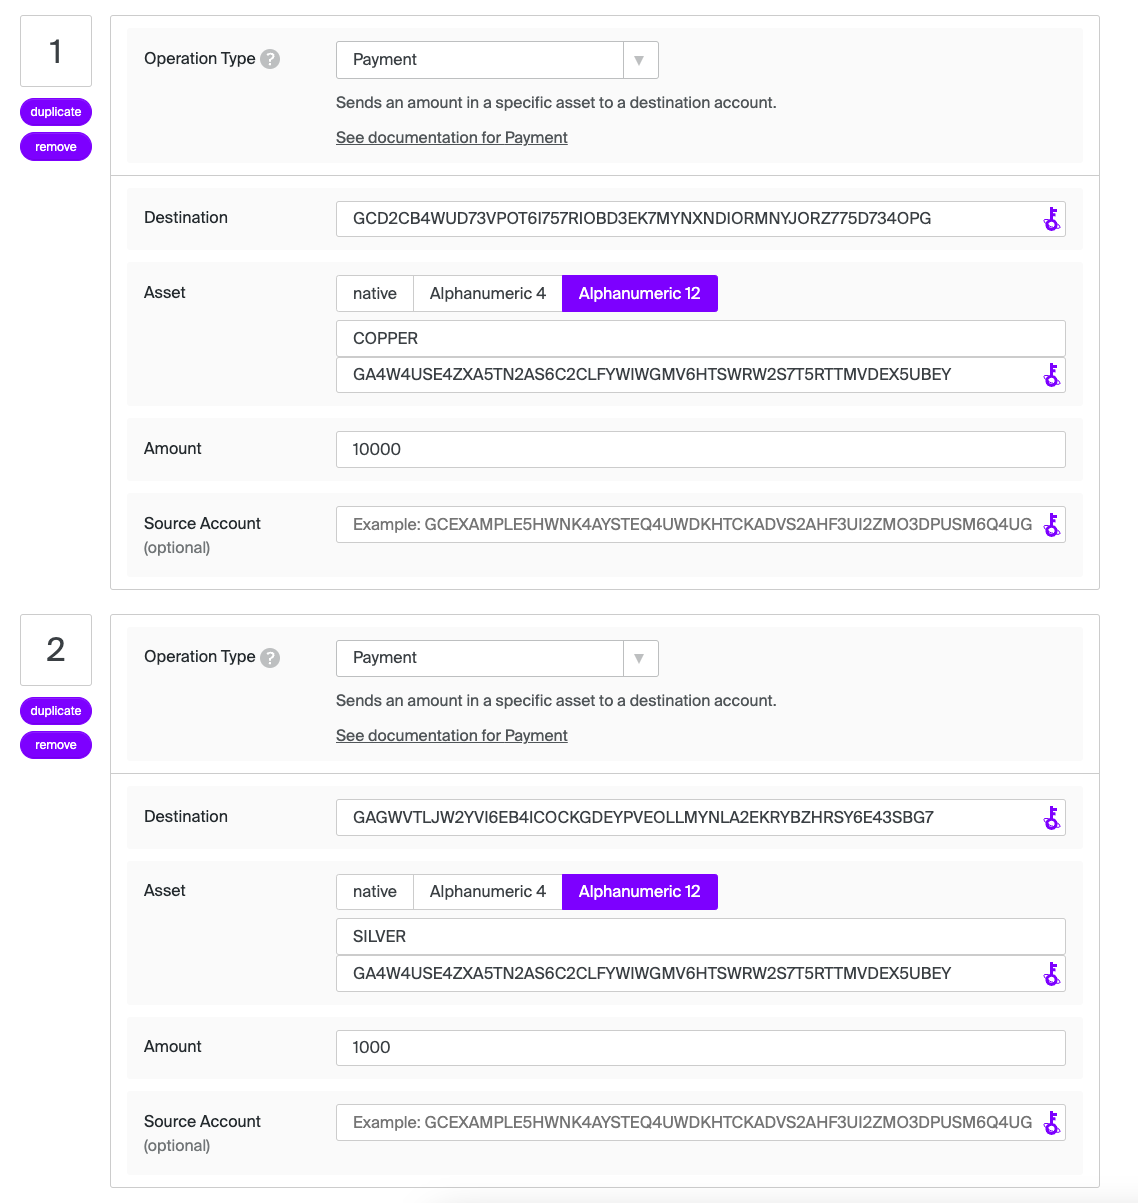 1
duplicate
remove
Operation Type ?
Payment
Sends an amount in a specific asset to a destination account.
See documentation for Payment
Destination
GCD2CB4WUD73VPOT6I757RIOBD3EK7MYNXNDIORMNYJORZ775D734OPG
Asset
native Alphanumeric 4 Alphanumeric 12
COPPER
GA4W4USE4ZXA5TN2AS6C2CLFYWIWGMV6HTSWRW2S7T5RTTMVDEX5UBEY
Amount
10000
Source Account
(optional)
Example: GCEXAMPLE5HWNK4AYSTEQ4UWDKHTCKADVS2AHF3UI2ZMO3DPUSM6Q4UG
2
duplicate
remove
Operation Type ?
Payment
Sends an amount in a specific asset to a destination account.
See documentation for Payment
Destination
GAGWVTLJW2YVI6EB4ICOCKGDEYPVEOLLMYNLA2EKRYBZHRSY6E43SBG7
Asset
native Alphanumeric 4 Alphanumeric 12
SILVER
GA4W4USE4ZXA5TN2AS6C2CLFYWIWGMV6HTSWRW2S7T5RTTMVDEX5UBEY
Amount
1000
Source Account
(optional)
Example: GCEXAMPLE5HWNK4AYSTEQ4UWDKHTCKADVS2AHF3UI2ZMO3DPUSM6Q4UG